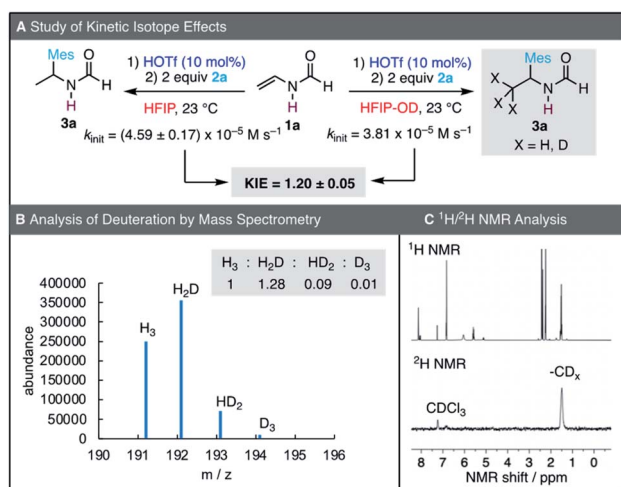 A Study of Kinetic Isotope Effects
Mes
O
N
H
H
3a
1) HOTf (10 mol%)
2) 2 equiv 2a
HFIP, 23 °C
kinit = (4.59 ± 0.17) x 10−5 M s−1
O
N
H
H
1a
1) HOTf (10 mol%)
2) 2 equiv 2a
HFIP-OD, 23 °C
kinit = 3.81 x 10−5 M s−1
Mes
O
X
X
X
N
H
H
3a
X = H, D
KIE = 1.20 ± 0.05
B Analysis of Deuteration by Mass Spectrometry
H3 : H2D : HD2 : D3
1 1.28 0.09 0.01
abundance
400000
350000
300000
250000
200000
150000
100000
50000
0
H3
H2D
HD2
D3
190 191 192 193 194 195 196
m / z
C 1H/2H NMR Analysis
1H NMR
2H NMR
-CDx
CDCl3
8 7 6 5 4 3 2 1 0
NMR shift / ppm